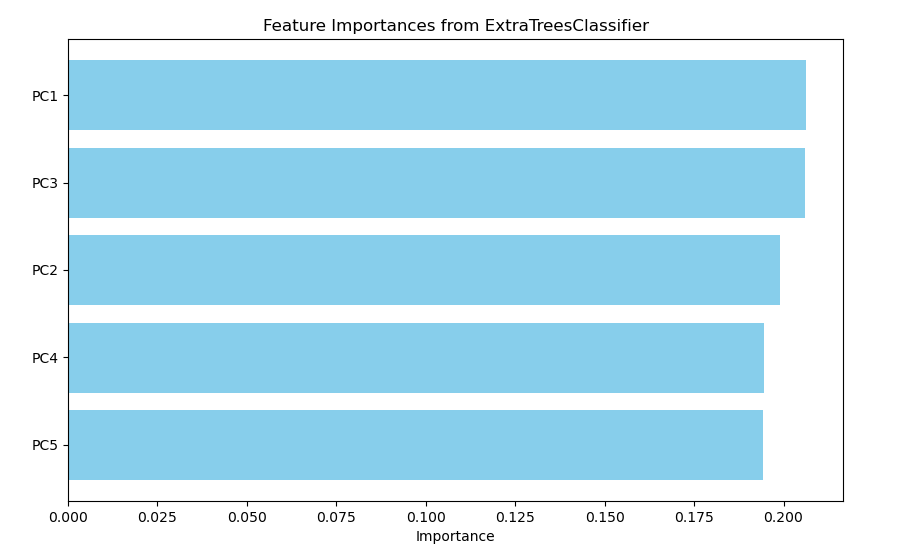 Feature Importances from ExtraTreesClassifier
PC1
PC3
PC2
PC4
PC5
0.000 0.025 0.050 0.075 0.100 0.125 0.150 0.175 0.200
Importance